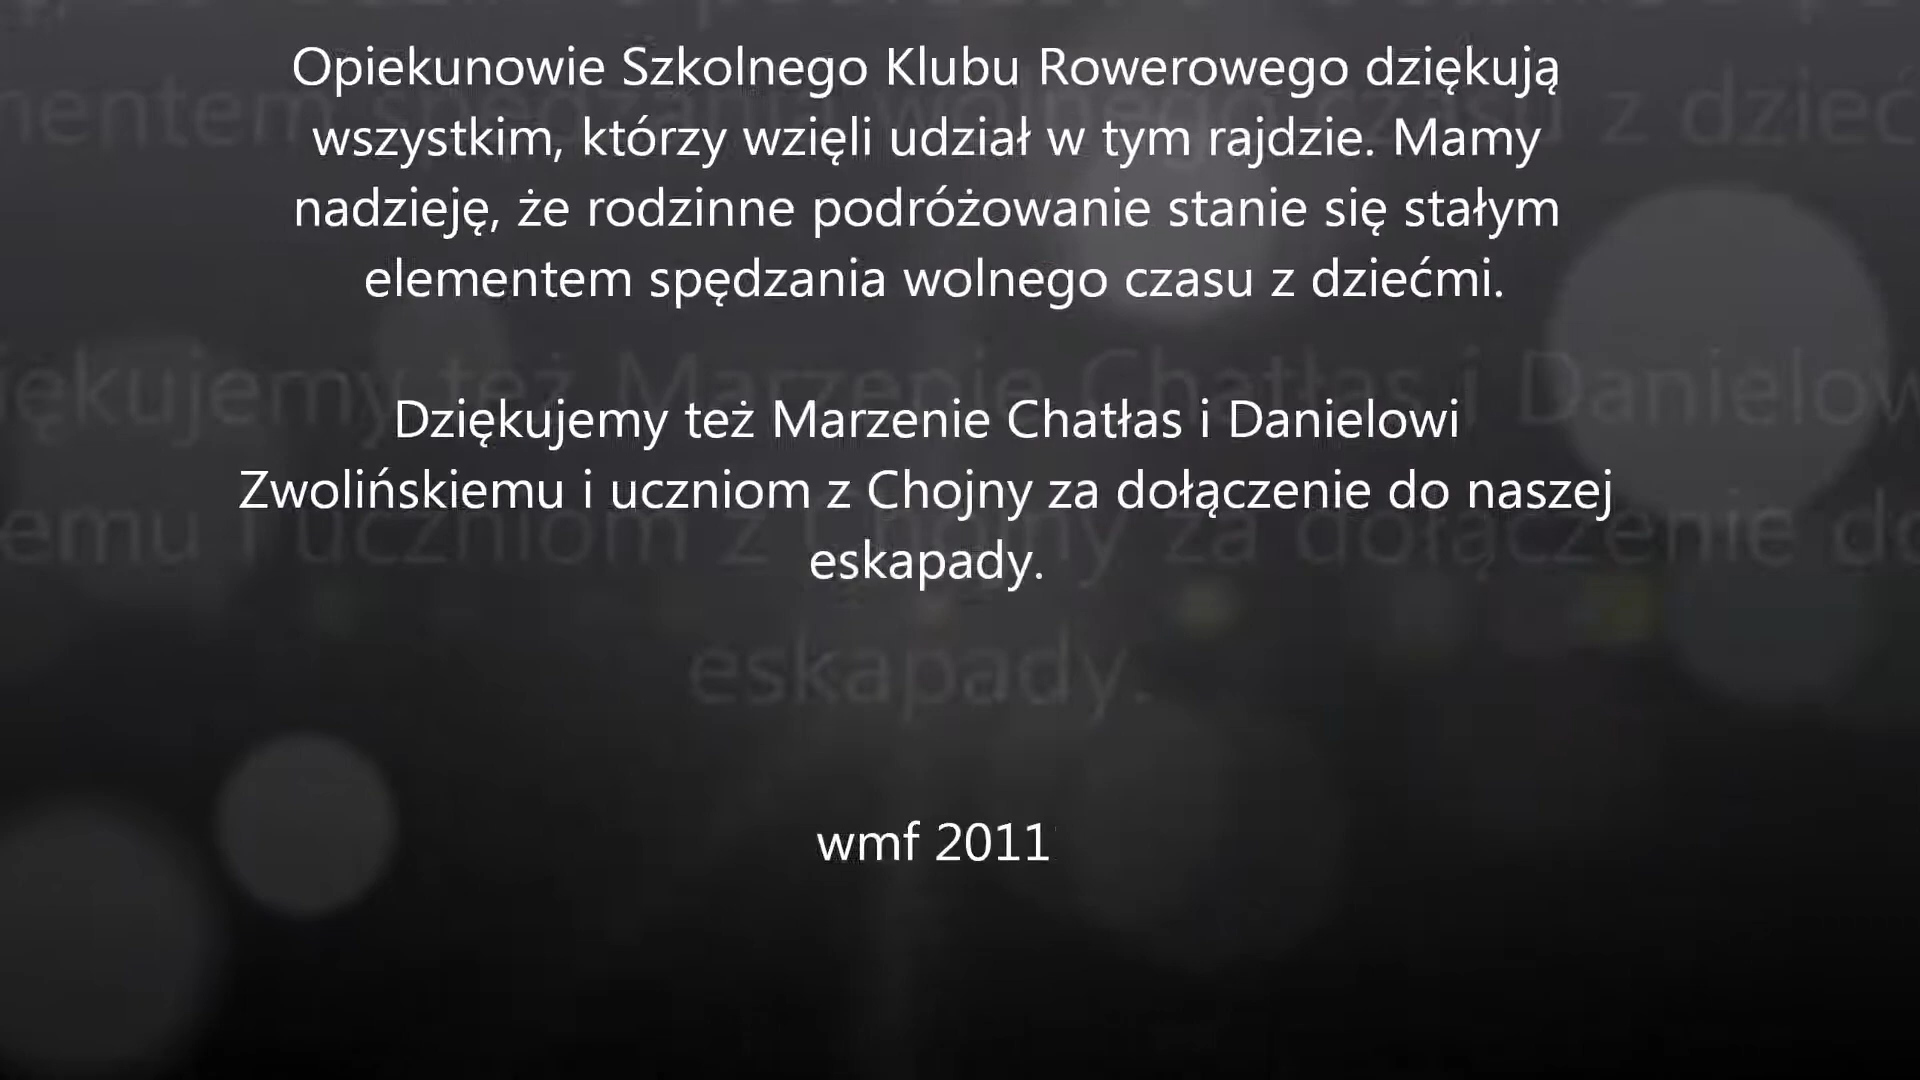 Opiekunowie Szkolnego Klubu Rowerowego dziękują
wszystkim, którzy wzięli udział w tym rajdzie. Mamy
nadzieję, że rodzinne podróżowanie stanie się stałym
elementem spędzania wolnego czasu z dziećmi.
Dziękujemy też Marzenie Chatłas i Danielowi
Zwolińskiemu i uczniom z Chojny za dołączenie do naszej
eskapady.
wmf 2011